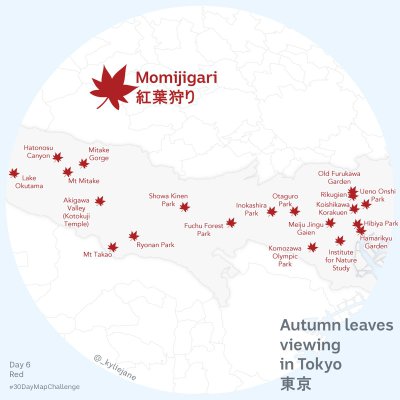 Momijigari
紅葉狩り
Hatonosu
Canyon
Mitake
Gorge
Lake
Okutama
Mt Mitake
Akigawa
Valley
(Kotokuji
Temple)
Mt Takao
Ryonan Park
Showa Kinen
Park
Fuchu Forest
Park
Inokashira
Park
Otaguro
Park
Old Furukawa
Garden
Rikugien
Ueno Onshi
Park
Koishikawa
Korakuen
Meiju Jingu
Gaien
Hibiya Park
Hamarikyu
Garden
Komozawa
Olympic
Park
Institute
for Nature
Study
Autumn leaves
viewing
in Tokyo
東京
Day 6
Red
#30DayMapChallenge
@_kyliejane_